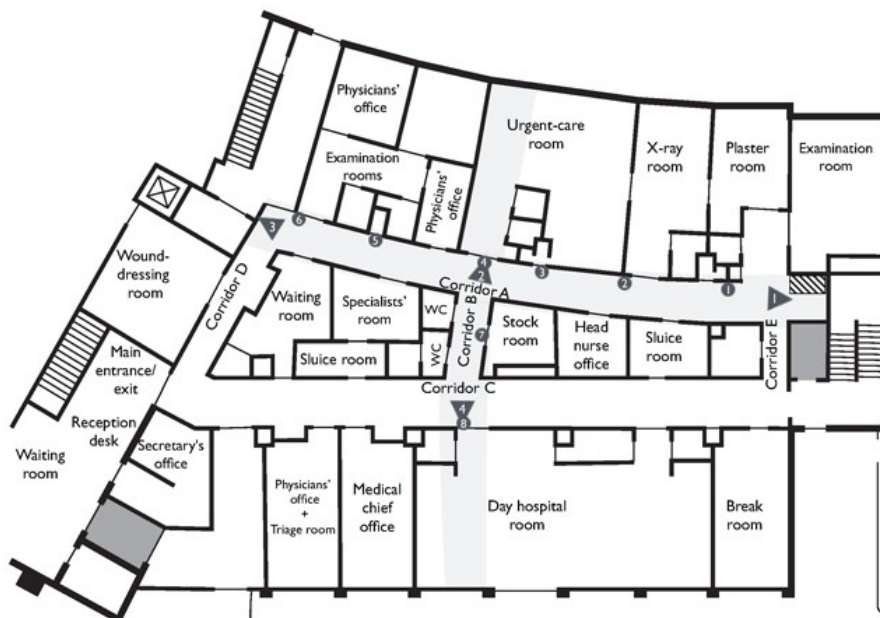 Physicians'
office
Urgent-care
room
X-ray
room
Plaster
room
Examination
room
Examination
rooms
Physicians'
office
6
3
5
4
2
3
2
1
1
Wound-
dressing
room
Corridor D
Waiting
room
Specialists'
room
WC
Corridor A
Corridor B
7
Stock
room
Head
nurse
office
Sluice
room
Corridor E
Sluice room
WC
Main
entrance/
exit
Corridor C
4
8
Reception
desk
Waiting
room
Secretary's
office
Physicians'
office
+
Triage room
Medical
chief
office
Day hospital
room
Break
room